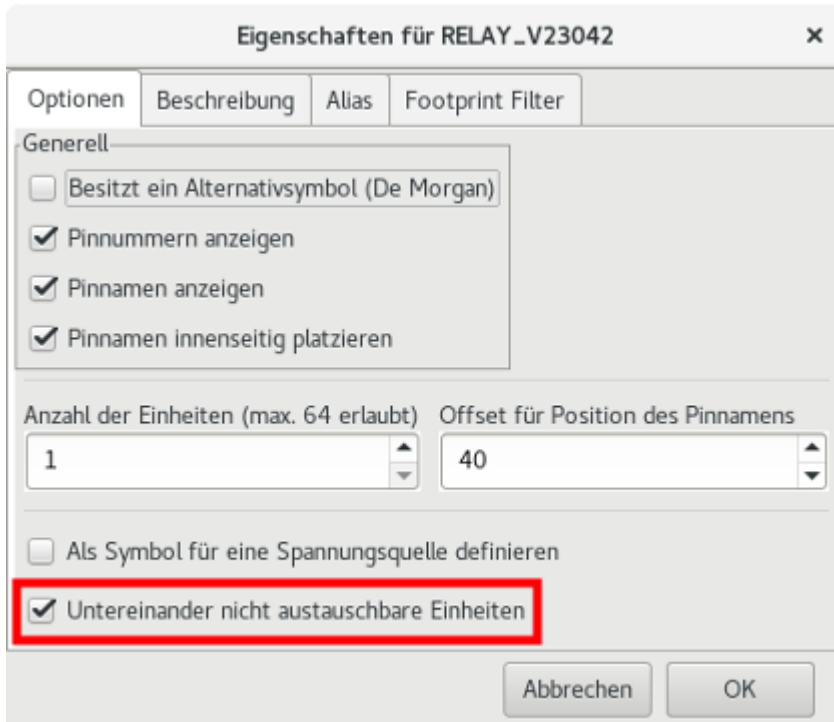 Eigenschaften für RELAY_V23042
Optionen Beschreibung Alias Footprint Filter
Generell
Besitzt ein Alternativsymbol (De Morgan)
Pinnummern anzeigen
Pinnamen anzeigen
Pinnamen innenseitig platzieren
Anzahl der Einheiten (max. 64 erlaubt) Offset für Position des Pinnamens
1 40
Als Symbol für eine Spannungsquelle definieren
Untereinander nicht austauschbare Einheiten
Abbrechen OK